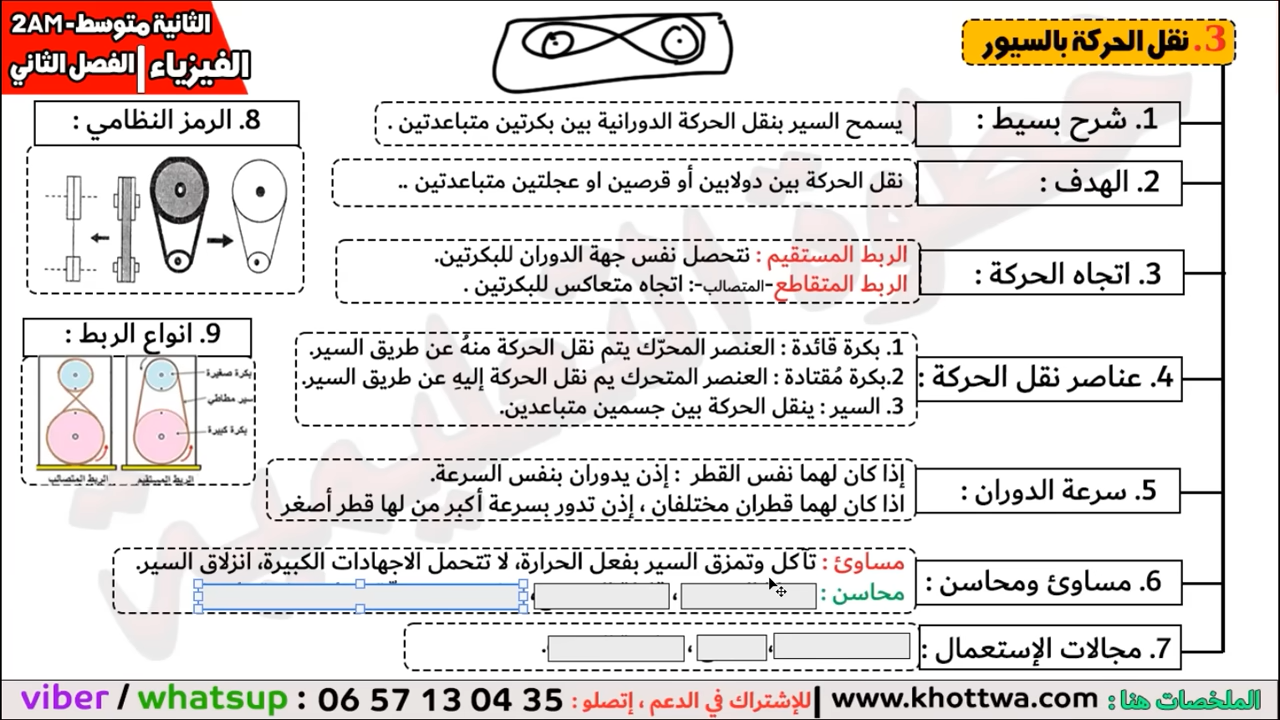 الثانية متوسط-2AM
الفيزياء | الفصل الثاني
3. نقل الحركة بالسيور
1. شرح بسيط :
يسمح السير بنقل الحركة الدورانية بين بكرتين متباعدتين .
2. الهدف :
نقل الحركة بين دولابين أو قرصين او عجلتين متباعدتين ..
3. اتجاه الحركة :
الربط المستقيم : نتحصل نفس جهة الدوران للبكرتين.
الربط المتقاطع-المتصالب-: اتجاه متعاكس للبكرتين .
4. عناصر نقل الحركة :
1. بكرة قائدة : العنصر المحرّك يتم نقل الحركة منهُ عن طريق السير.
2.بكرة مُقتادة : العنصر المتحرك يم نقل الحركة إليهِ عن طريق السير.
3. السير : ينقل الحركة بين جسمين متباعدين.
5. سرعة الدوران :
إذا كان لهما نفس القطر : إذن يدوران بنفس السرعة.
اذا كان لهما قطران مختلفان ، إذن تدور بسرعة أكبر من لها قطر أصغر
6. مساوئ ومحاسن :
مساوئ : تآكل وتمزق السير بفعل الحرارة، لا تتحمل الاجهادات الكبيرة، انزلاق السير.
محاسن :
7. مجالات الإستعمال :
8. الرمز النظامي :
9. انواع الربط :
بكرة صغيرة
سير مطاطي
بكرة كبيرة
الربط المستقيم
الربط المتصالب
الملخصات هنا : www.khottwa.com | للإشتراك في الدعم ، إتصلو : viber / whatsup : 06 57 13 04 35